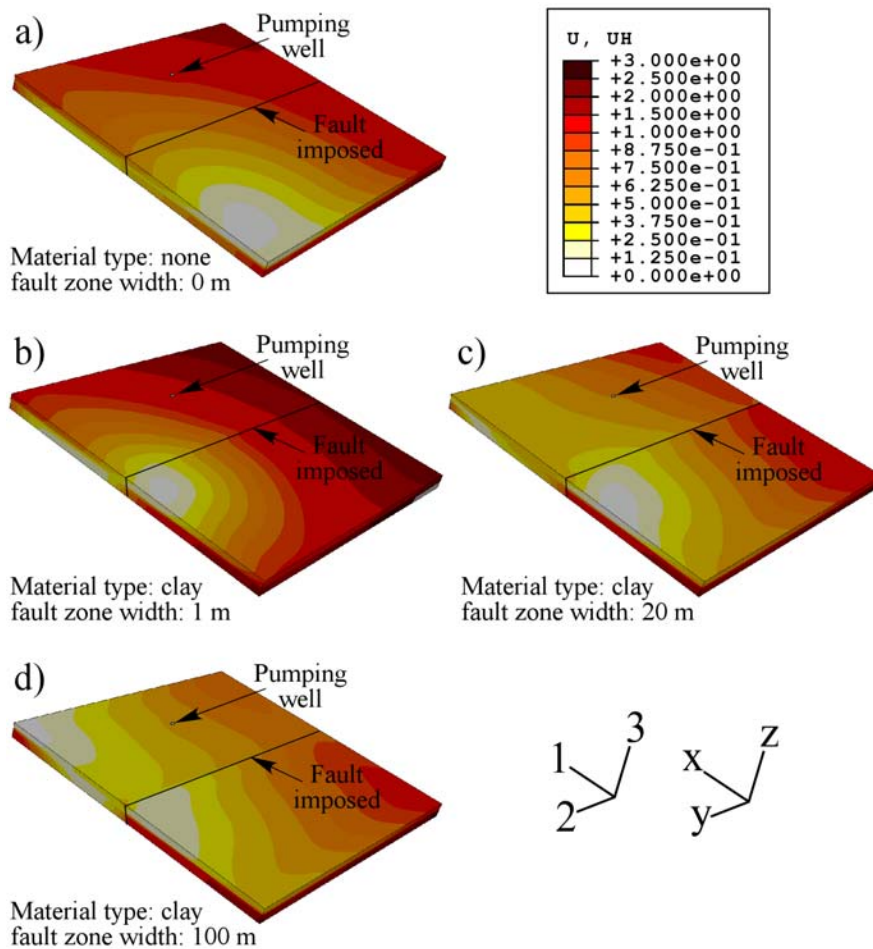 a)
Pumping
well
Fault
imposed
Material type: none
fault zone width: 0 m
U, UH
+3.000e+00
+2.500e+00
+2.000e+00
+1.500e+00
+1.000e+00
+8.750e-01
+7.500e-01
+6.250e-01
+5.000e-01
+3.750e-01
+2.500e-01
+1.250e-01
+0.000e+00
b)
Pumping
well
Fault
imposed
Material type: clay
fault zone width: 1 m
c)
Pumping
well
Fault
imposed
Material type: clay
fault zone width: 20 m
d)
Pumping
well
Fault
imposed
Material type: clay
fault zone width: 100 m
1
2
3
x
y
z